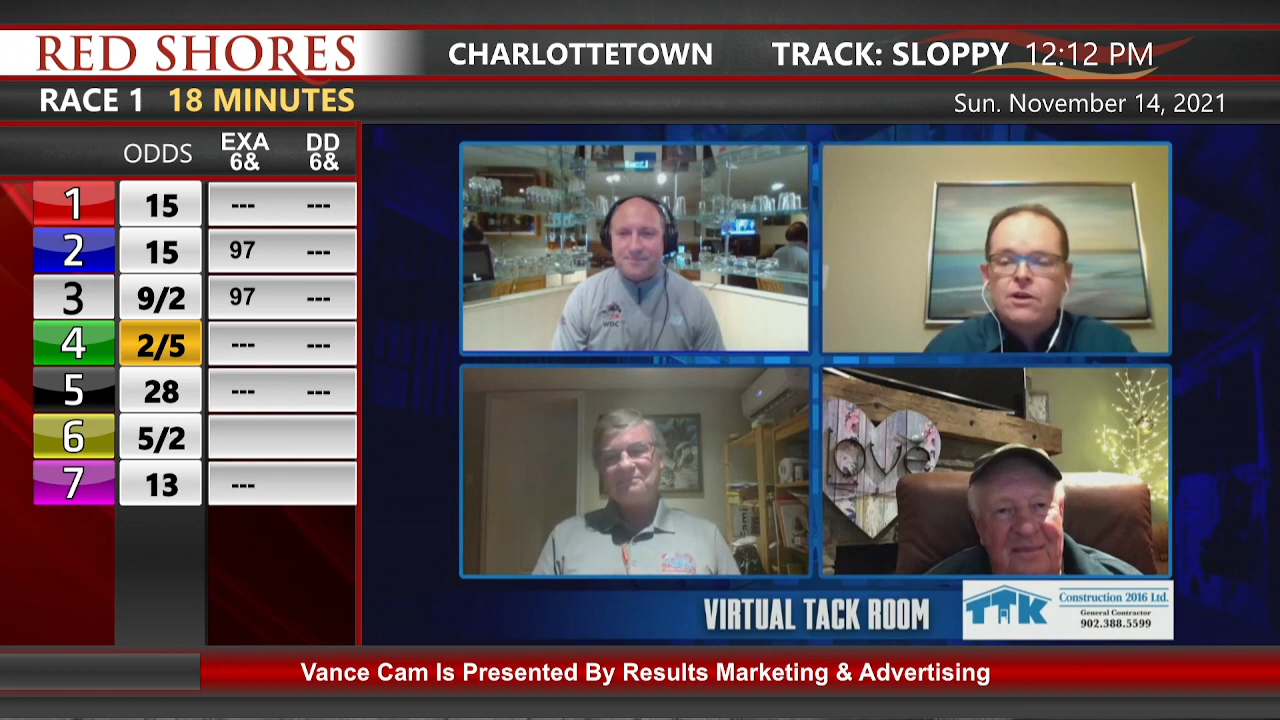 RED SHORES
CHARLOTTETOWN
TRACK: SLOPPY 12:12 PM
RACE 1 18 MINUTES
Sun. November 14, 2021
ODDS EXA 6& DD 6&
1 15 --- ---
2 15 97 ---
3 9/2 97 ---
4 2/5 --- ---
5 28 --- ---
6 5/2
7 13 ---
WDC
love
VIRTUAL TACK ROOM
TTK
Construction 2016 Ltd.
General Contractor
902.388.5599
Vance Cam Is Presented By Results Marketing & Advertising